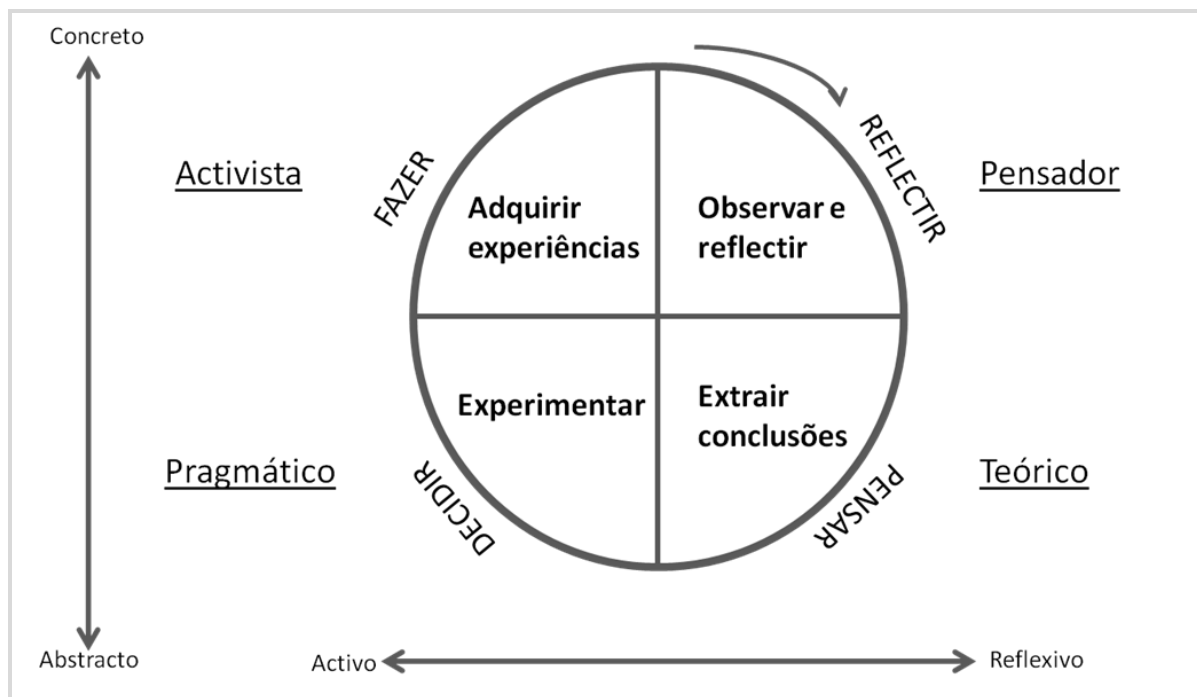 Concreto
Activista
FAZER
REFLECTIR
Pensador
Adquirir
experiências
Observar e
reflectir
Experimentar
Extrair
conclusões
Pragmático
DECIDIR
PENSAR
Teórico
Abstracto
Activo
Reflexivo